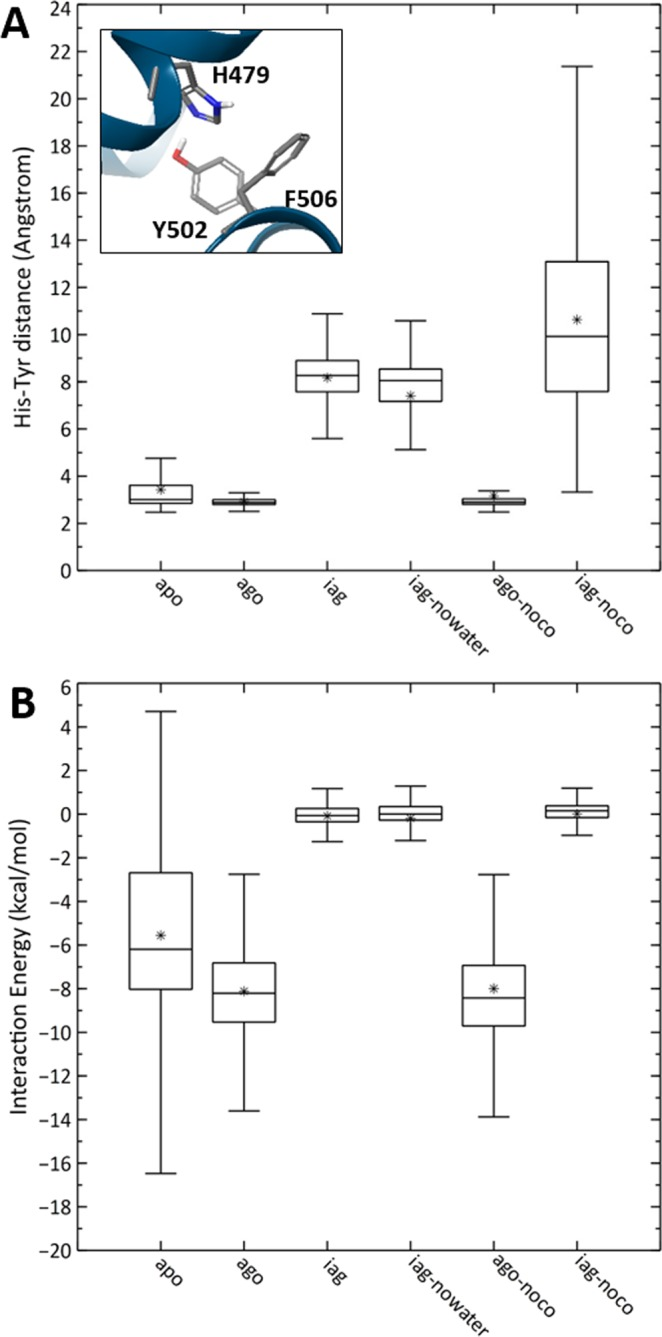 A
His-Tyr distance (Angstrom)
24
22
20
18
16
14
12
10
8
6
4
2
0
H479
F506
Y502
apo
ago
iag
iag-nowater
ago-noco
iag-noco
B
Interaction Energy (kcal/mol)
6
4
2
0
−2
−4
−6
−8
−10
−12
−14
−16
−18
−20
apo
ago
iag
iag-nowater
ago-noco
iag-noco